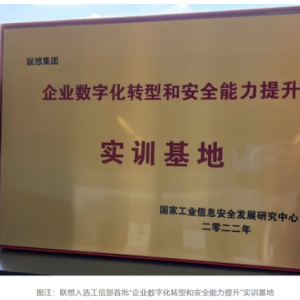 联想集团
企业数字化转型和安全能力提升
实训基地
国家工业信息安全发展研究中心
二零二二年
图注：联想入选工信部首批“企业数字化转型和安全能力提升”实训基地